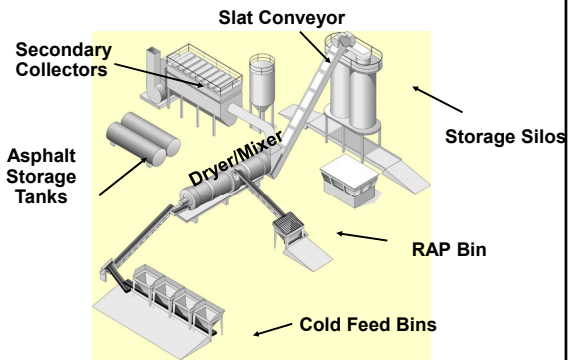 Slat Conveyor
Secondary
Collectors
Storage Silos
Asphalt
Storage
Tanks
Dryer/Mixer
RAP Bin
Cold Feed Bins